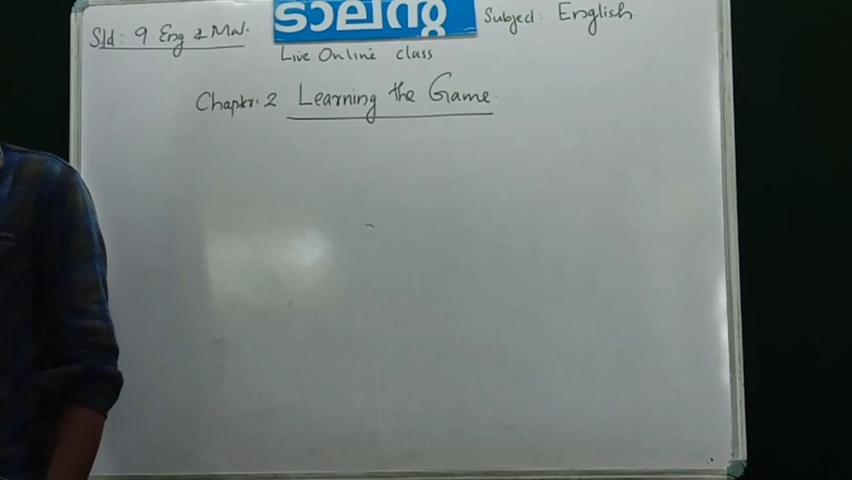 Std : 9 Eng & Mal.
Subject : English
Live Online class
Chapter : 2 Learning the Game